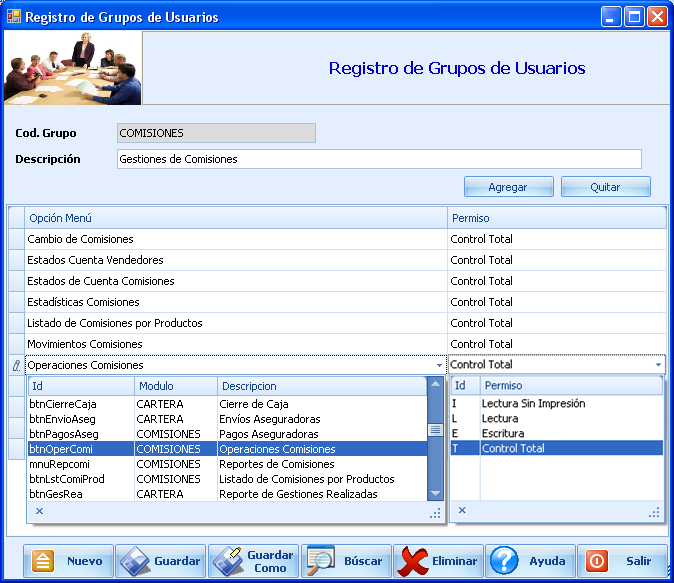 Registro de Grupos de Usuarios
Registro de Grupos de Usuarios
Cod. Grupo COMISIONES
Descripción Gestiones de Comisiones
Agregar Quitar
Opción Menú Permiso
Cambio de Comisiones Control Total
Estados Cuenta Vendedores Control Total
Estados de Cuenta Comisiones Control Total
Estadísticas Comisiones Control Total
Listado de Comisiones por Productos Control Total
Movimientos Comisiones Control Total
Operaciones Comisiones Control Total
Id Modulo Descripcion Id Permiso
btnCierreCaja CARTERA Cierre de Caja I Lectura Sin Impresión
btnEnvioAseg CARTERA Envíos Aseguradoras L Lectura
btnPagosAseg COMISIONES Pagos Aseguradoras E Escritura
btnOperComi COMISIONES Operaciones Comisiones T Control Total
mnuRepcomi COMISIONES Reportes de Comisiones
btnLstComiProd COMISIONES Listado de Comisiones por Productos
btnGesRea CARTERA Reporte de Gestiones Realizadas
Nuevo Guardar Guardar Como Búscar Eliminar Ayuda Salir